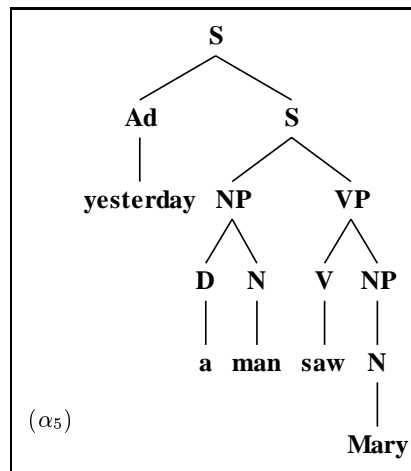 S
Ad S
yesterday NP VP
D N V NP
a man saw N
(α₅)
Mary